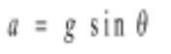 a = g sin θ